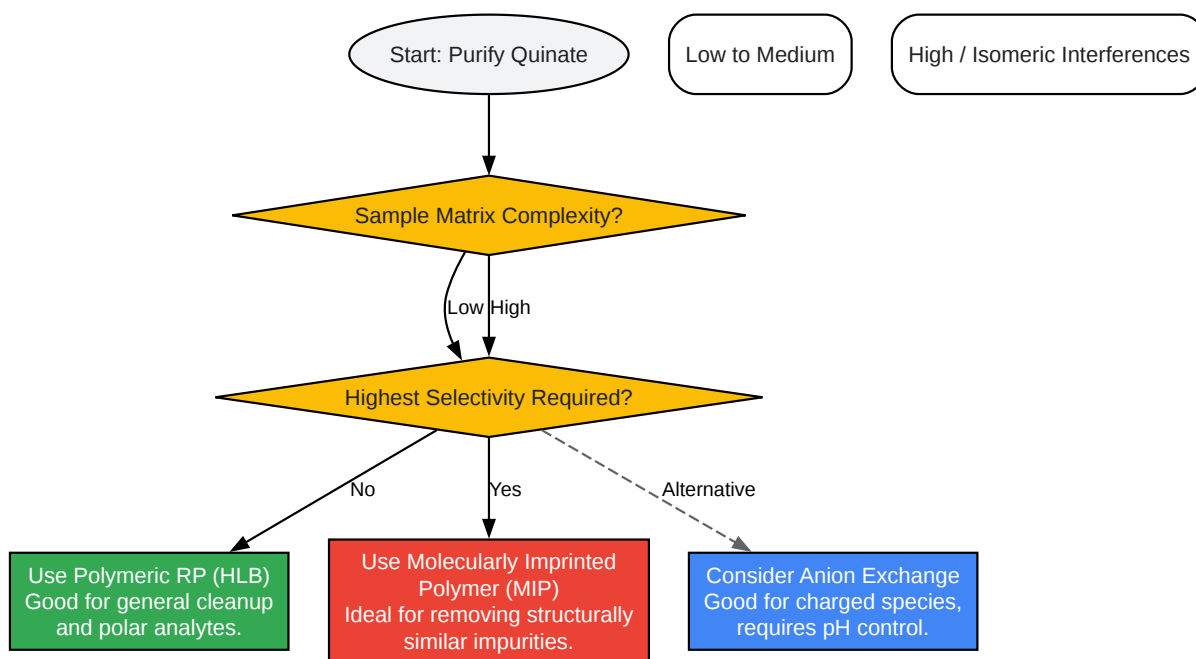 Start: Purify Quinate
Low to Medium
High / Isomeric Interferences
Sample Matrix Complexity?
Low
High
Highest Selectivity Required?
No
Yes
Alternative
Use Polymeric RP (HLB)
Good for general cleanup
and polar analytes.
Use Molecularly Imprinted
Polymer (MIP)
Ideal for removing structurally
similar impurities.
Consider Anion Exchange
Good for charged species,
requires pH control.